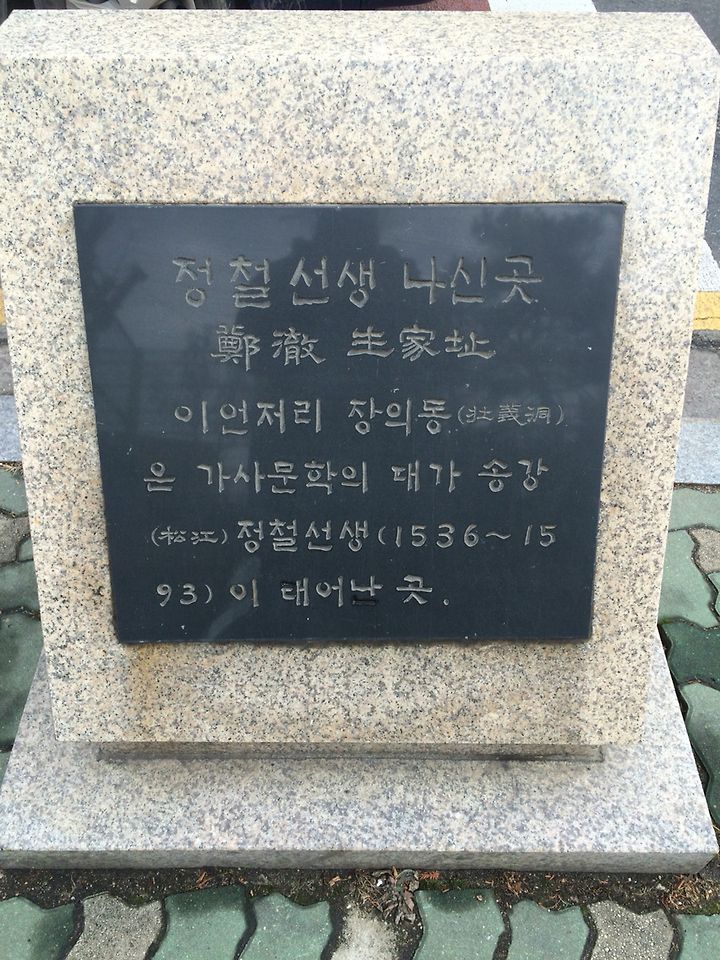 정철선생 나신곳
鄭澈 生家址
이언저리 장의동(壯義洞)
은 가사문학의 대가 송강
(松江)정철선생(1536~15
93)이 태어난 곳.